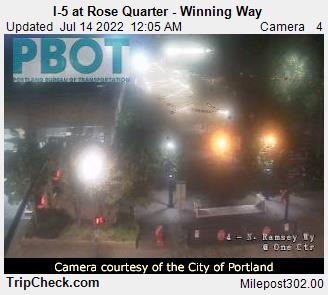 I-5 at Rose Quarter - Winning Way
Updated Jul 14 2022 12:05 AM Camera 4
PBOT
PORTLAND BUREAU OF TRANSPORTATION
4 - N. Ramsey Wy
@ One Ctr
Camera courtesy of the City of Portland
TripCheck.com Milepost302.00